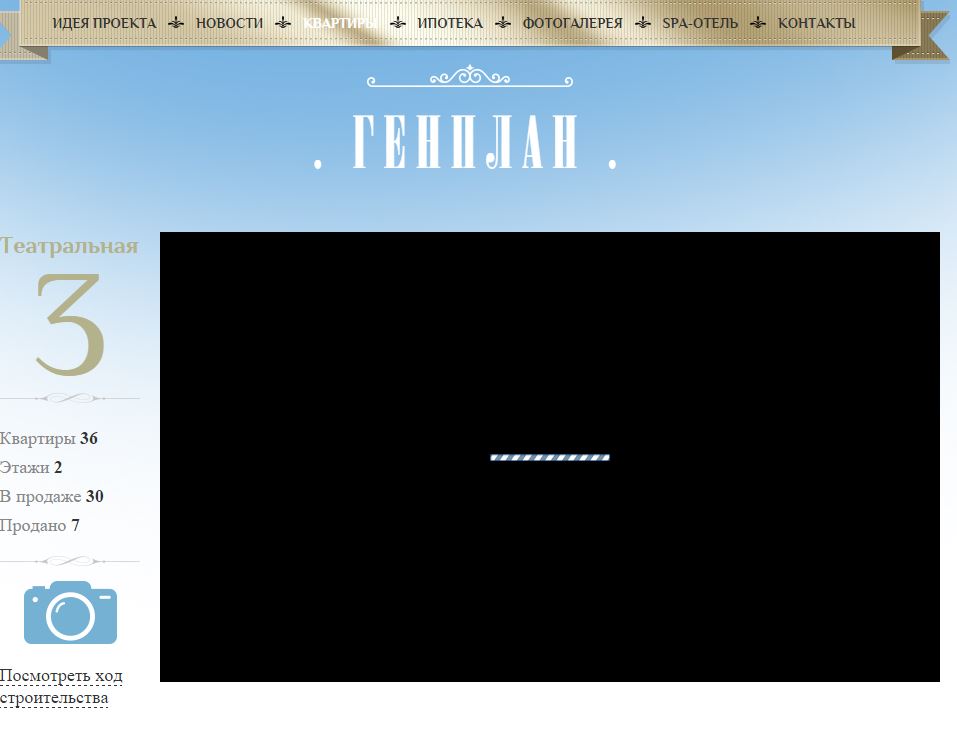 ИДЕЯ ПРОЕКТА НОВОСТИ КВАРТИРЫ ИПОТЕКА ФОТОГАЛЕРЕЯ SPA-ОТЕЛЬ КОНТАКТЫ
. ГЕНПЛАН .
Театральная
3
Квартиры 36
Этажи 2
В продаже 30
Продано 7
Посмотреть ход
строительства